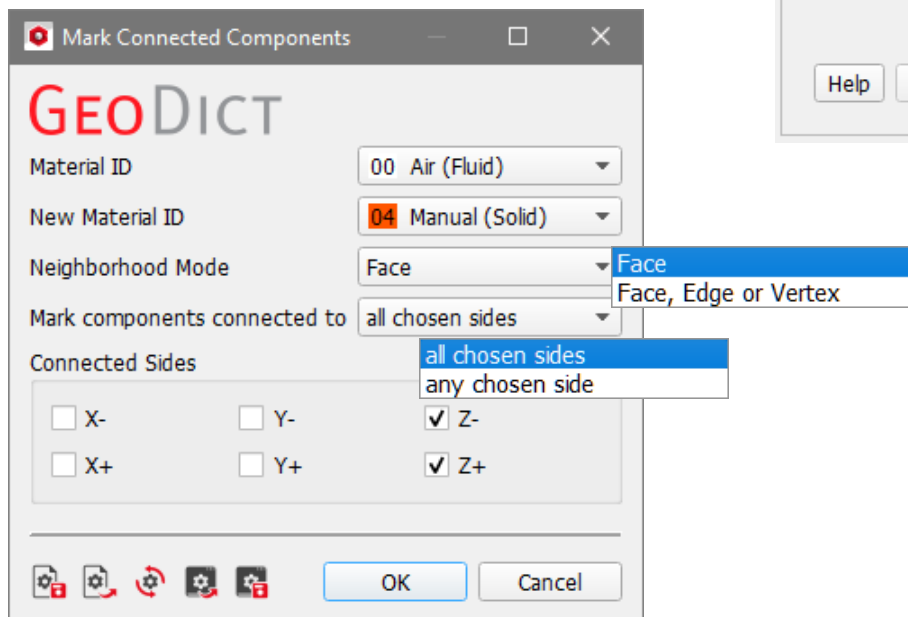 Mark Connected Components
GEODICT
Material ID
00 Air (Fluid)
New Material ID
04 Manual (Solid)
Neighborhood Mode
Face
Face
Face, Edge or Vertex
Mark components connected to
all chosen sides
all chosen sides
any chosen side
Connected Sides
X-
Y-
Z-
X+
Y+
Z+
OK
Cancel
Help